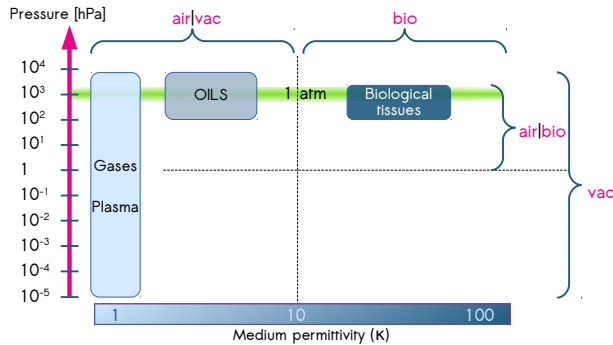 Pressure [hPa]
air|vac
bio
10⁴
10³
10²
10¹
1
10⁻¹
10⁻²
10⁻³
10⁻⁴
10⁻⁵
OILS
1 atm
Biological
tissues
Gases
Plasma
air|bio
vac
1
10
100
Medium permittivity (κ)